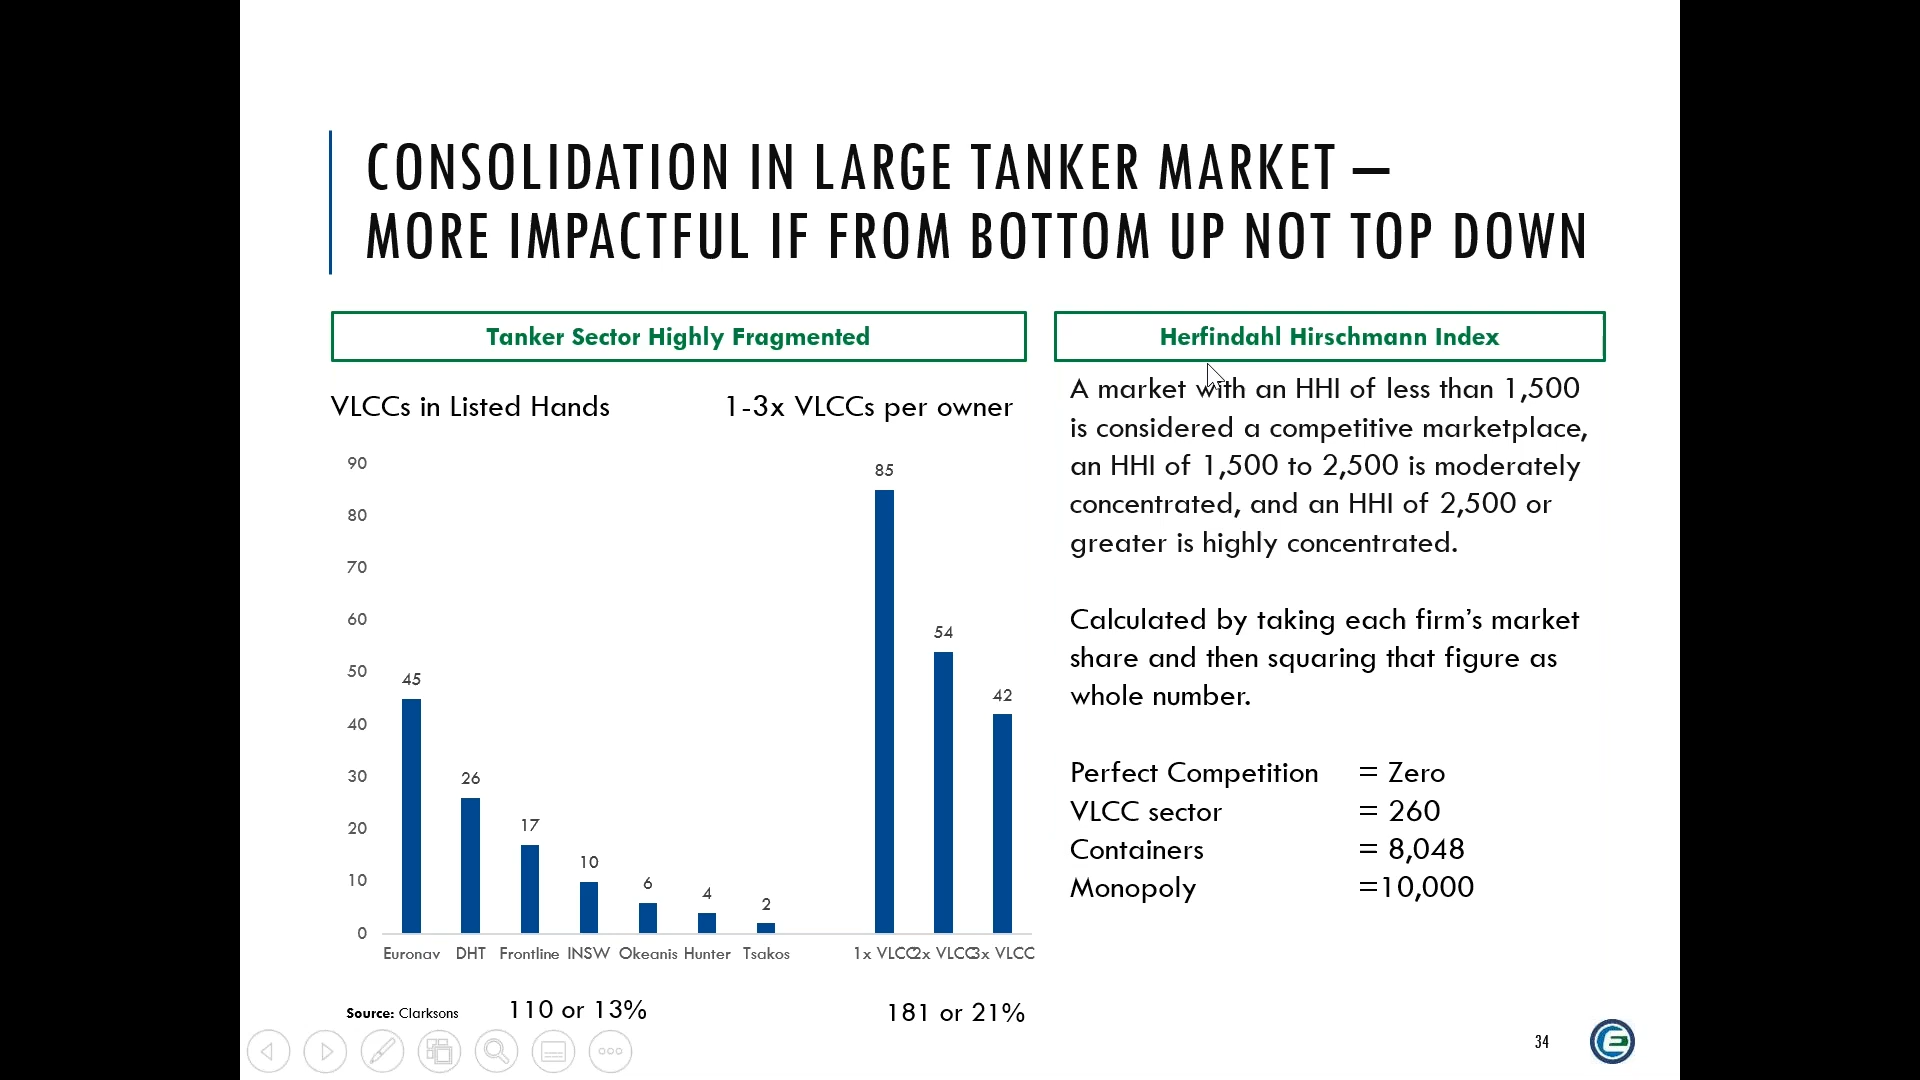 CONSOLIDATION IN LARGE TANKER MARKET –
MORE IMPACTFUL IF FROM BOTTOM UP NOT TOP DOWN
Tanker Sector Highly Fragmented
VLCCs in Listed Hands
1-3x VLCCs per owner
90
80
70
60
50
40
30
20
10
0
45
26
17
10
6
4
2
85
54
42
Euronav
DHT
Frontline
INSW
Okeanis
Hunter
Tsakos
1x VLCC
2x VLCC
3x VLCC
Source: Clarksons
110 or 13%
181 or 21%
Herfindahl Hirschmann Index
A market with an HHI of less than 1,500
is considered a competitive marketplace,
an HHI of 1,500 to 2,500 is moderately
concentrated, and an HHI of 2,500 or
greater is highly concentrated.
Calculated by taking each firm’s market
share and then squaring that figure as
whole number.
Perfect Competition = Zero
VLCC sector = 260
Containers = 8,048
Monopoly =10,000
34